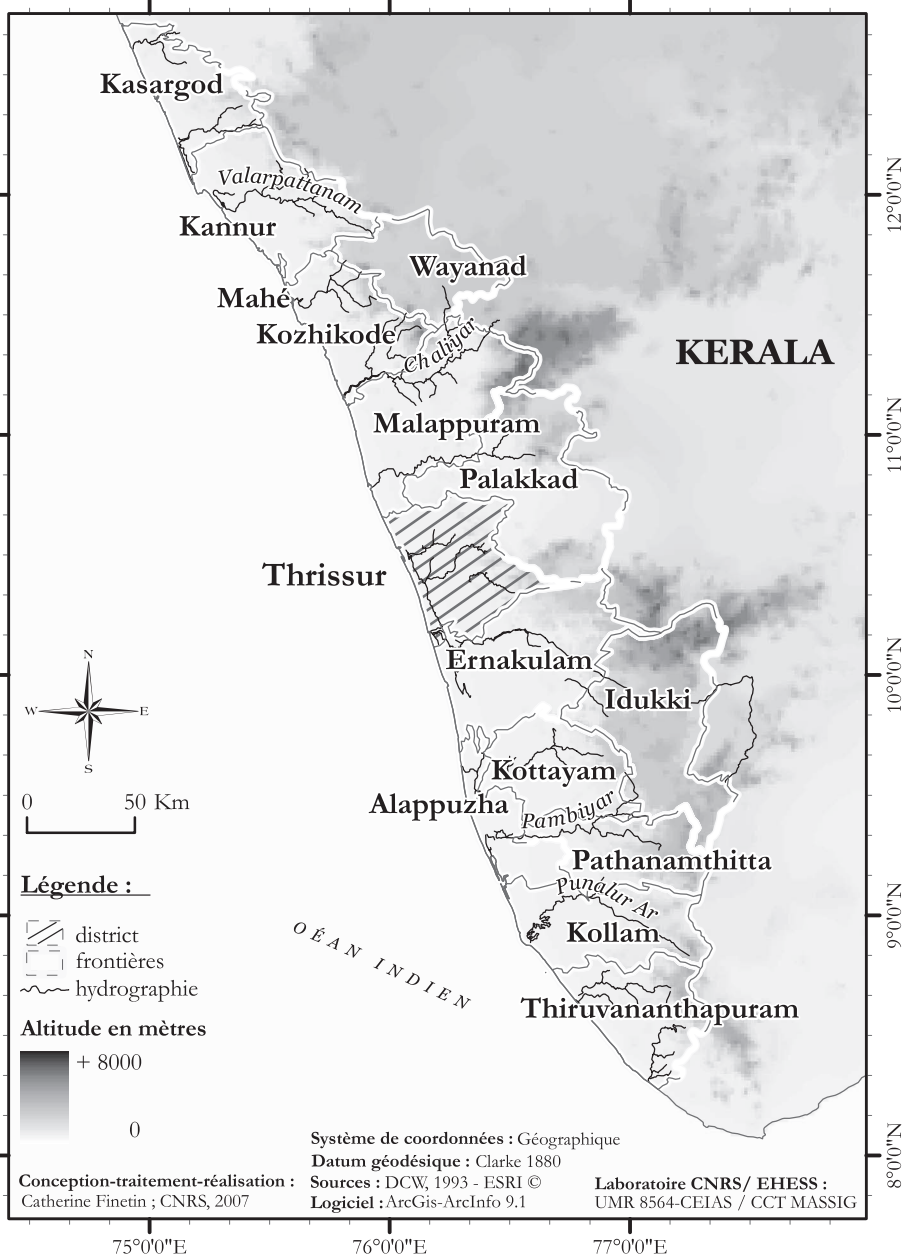 Kasargod
Valarpattanam
Kannur
Wayanad
Mahé
Kozhikode
Chaliyar
KERALA
Malappuram
Palakkad
Thrissur
Ernakulam
Idukki
Kottayam
Alappuzha
Pambiyar
Pathanamthitta
Punálur Ar
Kollam
Thiruvananthapuram
OÉAN INDIEN
N
W
E
S
0 50 Km
Légende :
district
frontières
hydrographie
Altitude en mètres
+ 8000
0
Système de coordonnées : Géographique
Datum géodésique : Clarke 1880
Conception-traitement-réalisation :
Catherine Finetin ; CNRS, 2007
Sources : DCW, 1993 - ESRI ©
Logiciel : ArcGis-ArcInfo 9.1
Laboratoire CNRS/ EHESS :
UMR 8564-CEIAS / CCT MASSIG
12°0'0"N
11°0'0"N
10°0'0"N
9°0'0"N
8°0'0"N
75°0'0"E
76°0'0"E
77°0'0"E